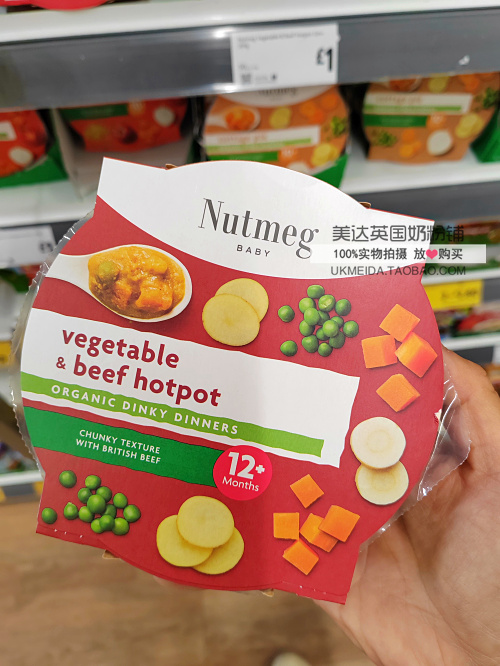 £1
Nutmeg
Nutmeg
BABY
美达英国奶粉铺
100%实物拍摄 放❤购买
UKMEIDA.TAOBAO.COM
vegetable
& beef hotpot
ORGANIC DINKY DINNERS
CHUNKY TEXTURE
WITH BRITISH BEEF
12+
Months